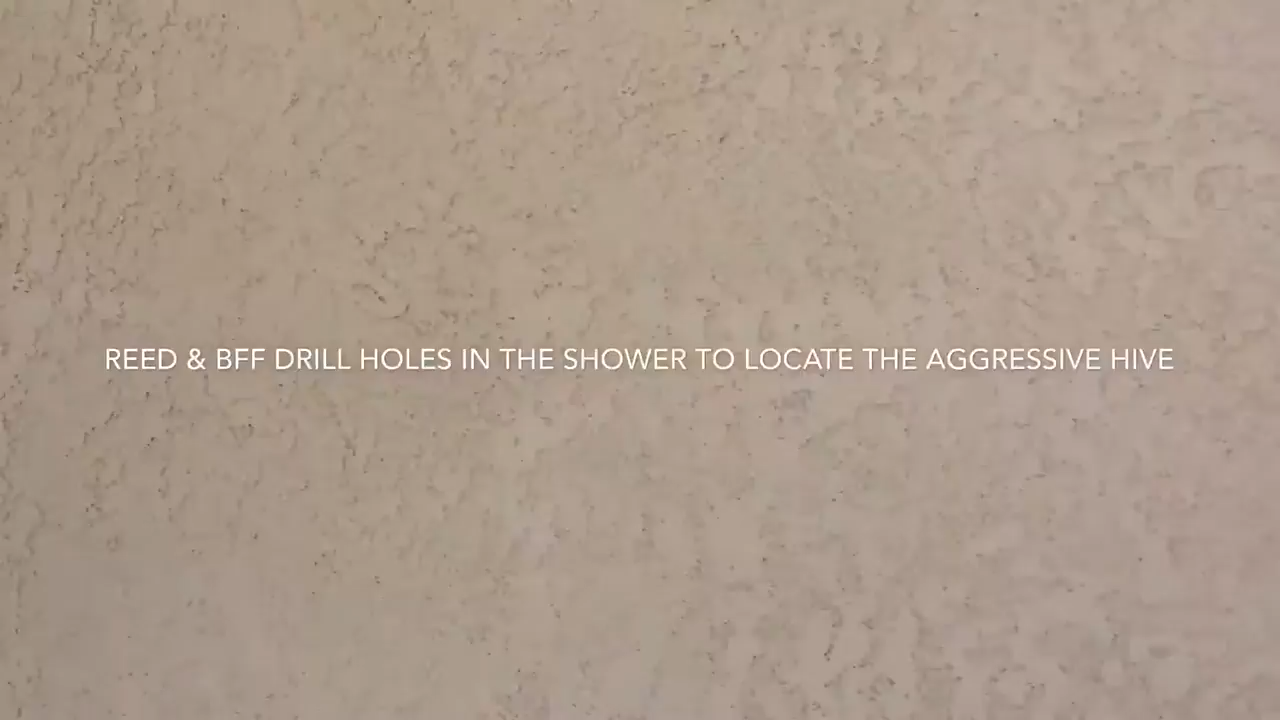 REED & BFF DRILL HOLES IN THE SHOWER TO LOCATE THE AGGRESSIVE HIVE